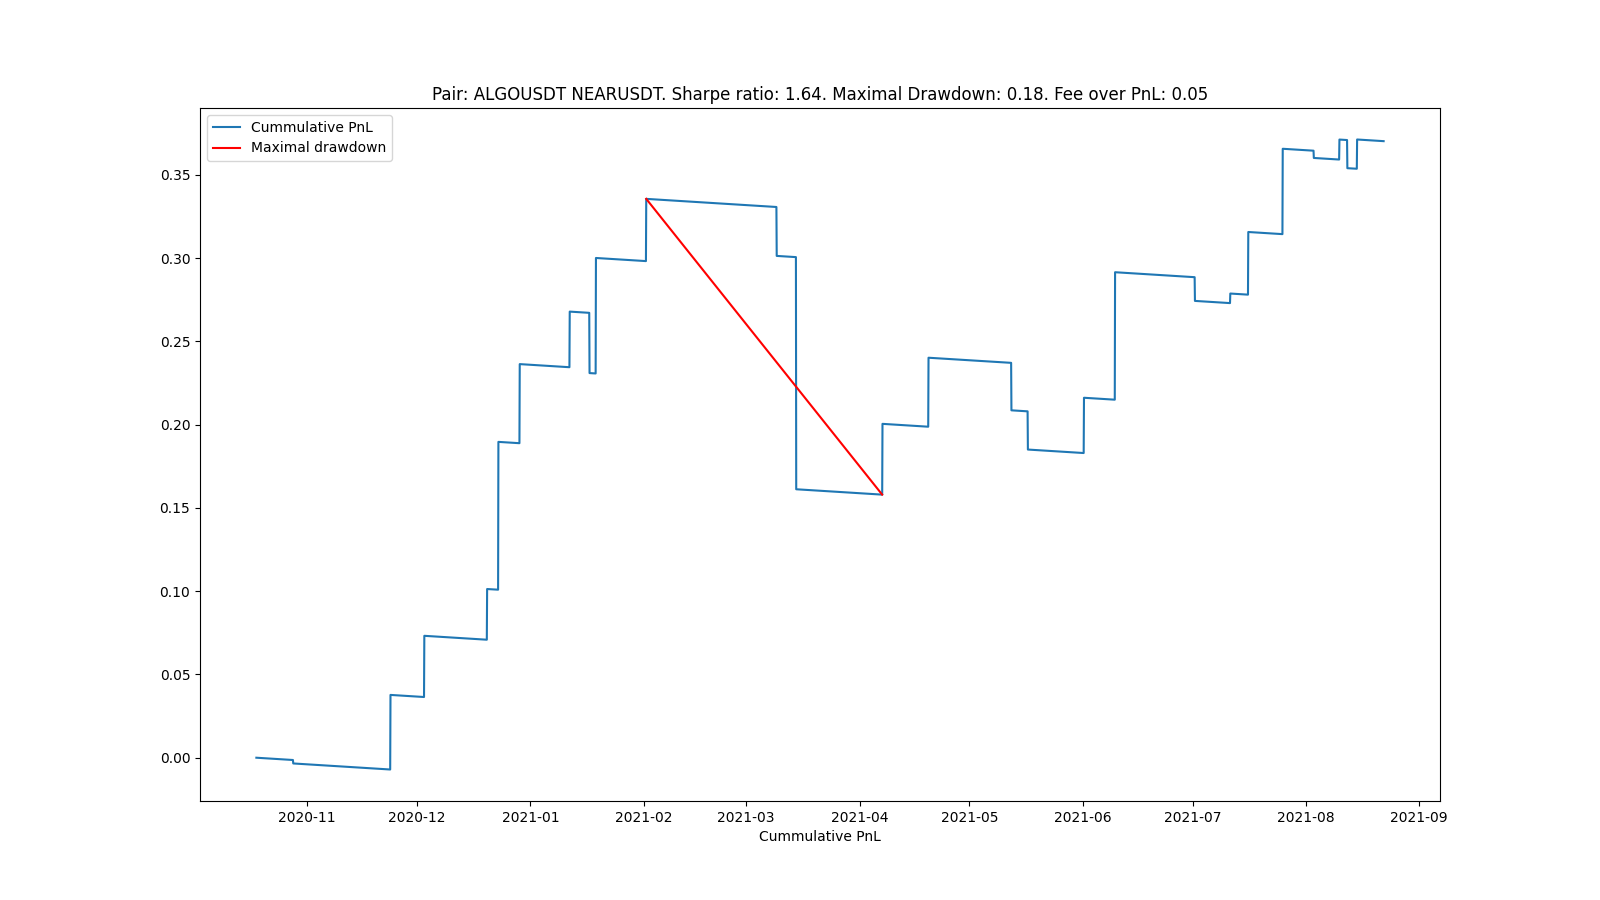 Pair: ALGOUSDT NEARUSDT. Sharpe ratio: 1.64. Maximal Drawdown: 0.18. Fee over PnL: 0.05
Cummulative PnL
Maximal drawdown
0.35
0.30
0.25
0.20
0.15
0.10
0.05
0.00
2020-11 2020-12 2021-01 2021-02 2021-03 2021-04 2021-05 2021-06 2021-07 2021-08 2021-09
Cummulative PnL